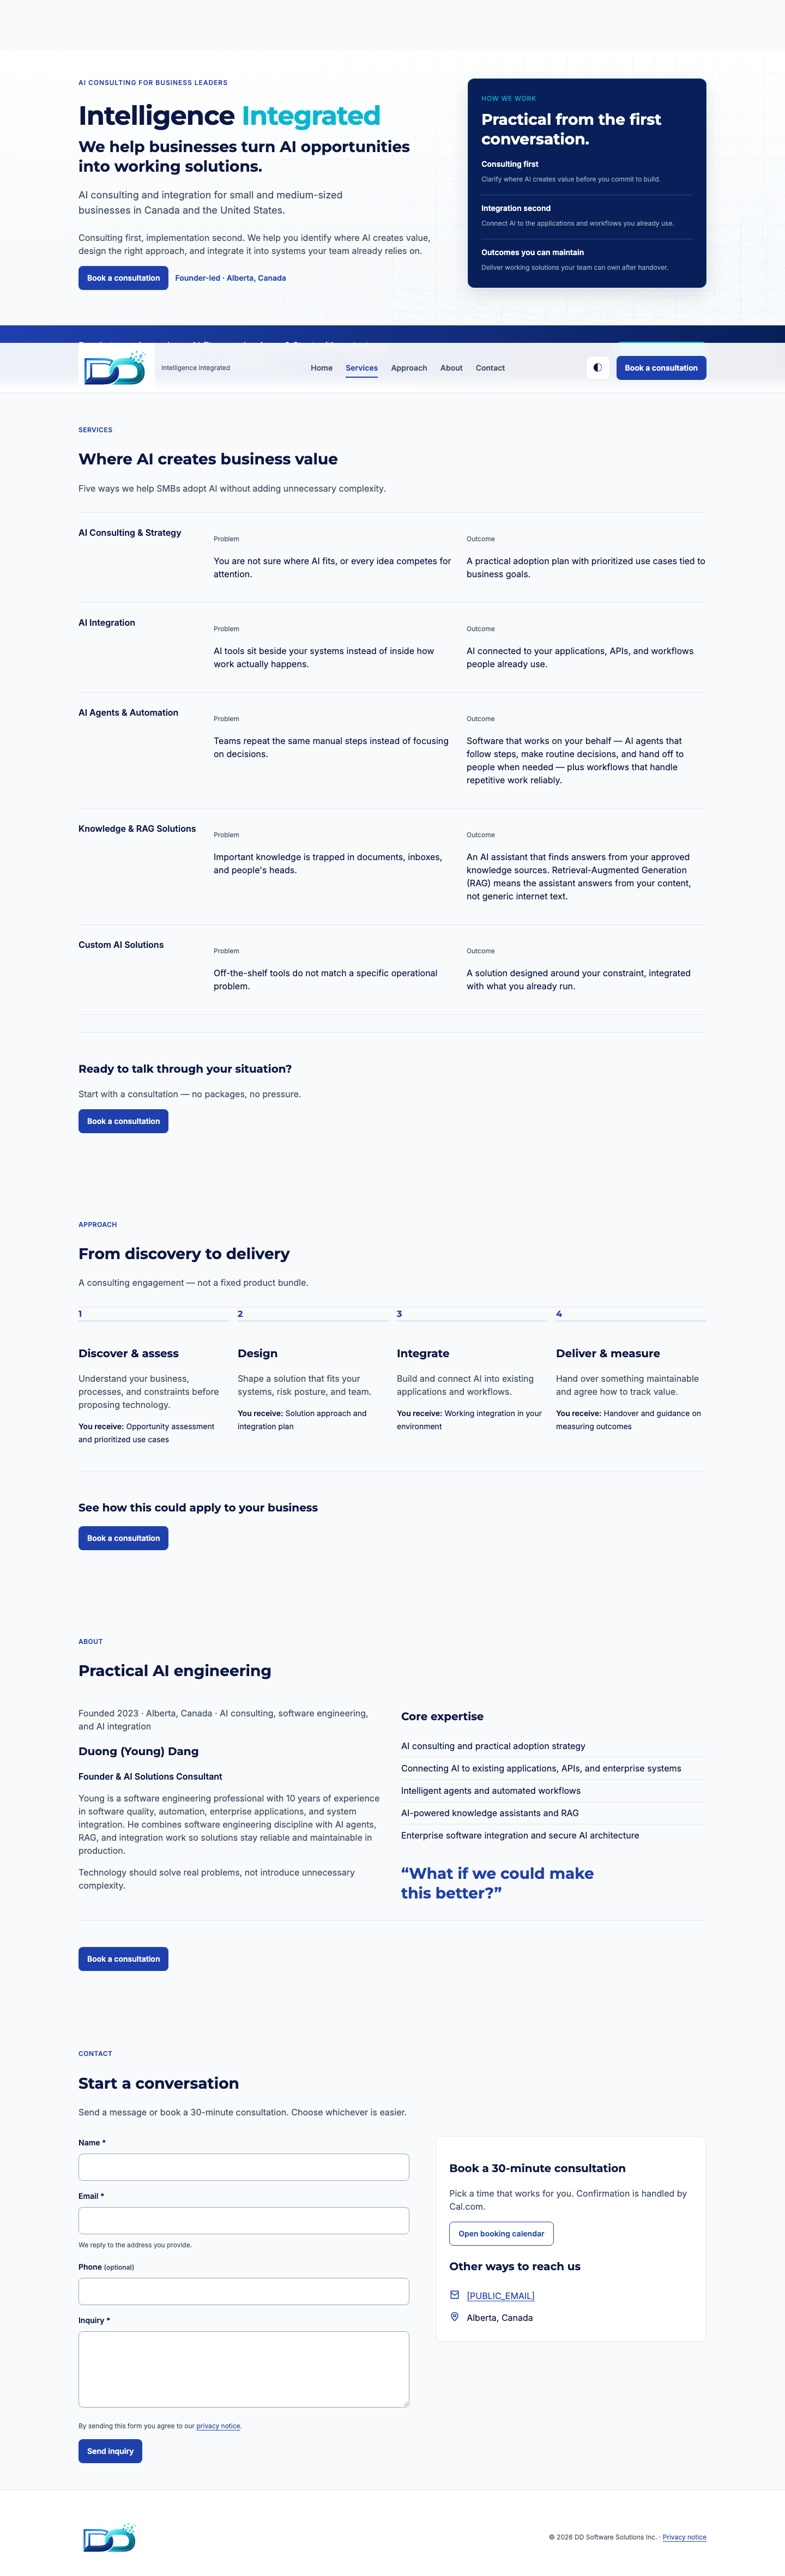 AI CONSULTING FOR BUSINESS LEADERS
Intelligence Integrated
We help businesses turn AI opportunities
into working solutions.
AI consulting and integration for small and medium-sized
businesses in Canada and the United States.
Consulting first, implementation second. We help you identify where AI creates value,
design the right approach, and integrate it into systems your team already relies on.
Book a consultation
Founder-led · Alberta, Canada
HOW WE WORK
Practical from the first
conversation.
Consulting first
Clarify where AI creates value before you commit to build.
Integration second
Connect AI to the applications and workflows you already use.
Outcomes you can maintain
Deliver working solutions your team can own after handover.
DD
Intelligence integrated
Home
Services
Approach
About
Contact
Book a consultation
SERVICES
Where AI creates business value
Five ways we help SMBs adopt AI without adding unnecessary complexity.
AI Consulting & Strategy
Problem
You are not sure where AI fits, or every idea competes for
attention.
Outcome
A practical adoption plan with prioritized use cases tied to
business goals.
AI Integration
Problem
AI tools sit beside your systems instead of inside how
work actually happens.
Outcome
AI connected to your applications, APIs, and workflows
people already use.
AI Agents & Automation
Problem
Teams repeat the same manual steps instead of focusing
on decisions.
Outcome
Software that works on your behalf — AI agents that
follow steps, make routine decisions, and hand off to
people when needed — plus workflows that handle
repetitive work reliably.
Knowledge & RAG Solutions
Problem
Important knowledge is trapped in documents, inboxes,
and people's heads.
Outcome
An AI assistant that finds answers from your approved
knowledge sources. Retrieval-Augmented Generation
(RAG) means the assistant answers from your content,
not generic internet text.
Custom AI Solutions
Problem
Off-the-shelf tools do not match a specific operational
problem.
Outcome
A solution designed around your constraint, integrated
with what you already run.
Ready to talk through your situation?
Start with a consultation — no packages, no pressure.
Book a consultation
APPROACH
From discovery to delivery
A consulting engagement — not a fixed product bundle.
1
Discover & assess
Understand your business,
processes, and constraints before
proposing technology.
You receive: Opportunity assessment
and prioritized use cases
2
Design
Shape a solution that fits your
systems, risk posture, and team.
You receive: Solution approach and
integration plan
3
Integrate
Build and connect AI into existing
applications and workflows.
You receive: Working integration in your
environment
4
Deliver & measure
Hand over something maintainable
and agree how to track value.
You receive: Handover and guidance on
measuring outcomes
See how this could apply to your business
Book a consultation
ABOUT
Practical AI engineering
Founded 2023 · Alberta, Canada · AI consulting, software engineering,
and AI integration
Duong (Young) Dang
Founder & AI Solutions Consultant
Young is a software engineering professional with 10 years of experience
in software quality, automation, enterprise applications, and system
integration. He combines software engineering discipline with AI agents,
RAG, and integration work so solutions stay reliable and maintainable in
production.
Technology should solve real problems, not introduce unnecessary
complexity.
Core expertise
AI consulting and practical adoption strategy
Connecting AI to existing applications, APIs, and enterprise systems
Intelligent agents and automated workflows
AI-powered knowledge assistants and RAG
Enterprise software integration and secure AI architecture
“What if we could make
this better?”
Book a consultation
CONTACT
Start a conversation
Send a message or book a 30-minute consultation. Choose whichever is easier.
Name *
Email *
We reply to the address you provide.
Phone (optional)
Inquiry *
By sending this form you agree to our privacy notice.
Send inquiry
Book a 30-minute consultation
Pick a time that works for you. Confirmation is handled by
Cal.com.
Open booking calendar
Other ways to reach us
[PUBLIC_EMAIL]
Alberta, Canada
DD
© 2026 DD Software Solutions Inc. · Privacy notice